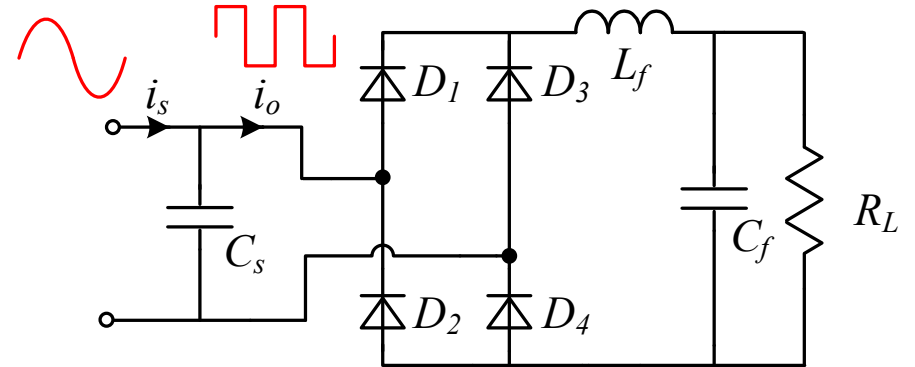 i_s
i_o
D_1
D_3
L_f
C_s
C_f
R_L
D_2
D_4